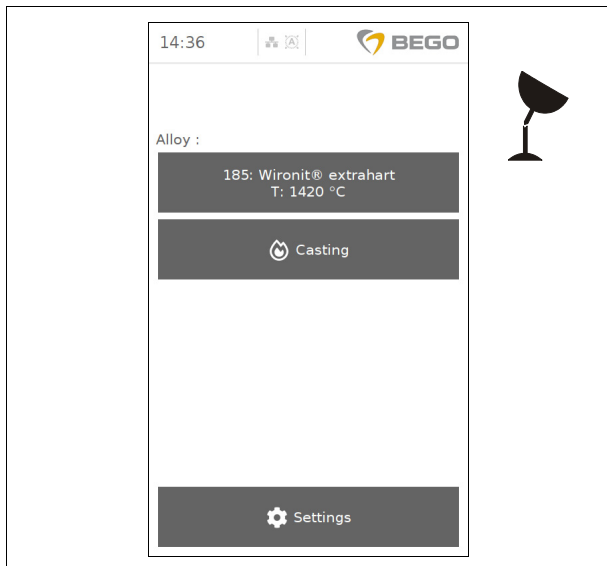 14:36
A
BEGO
Alloy :
185: Wironit® extrahart
T: 1420 °C
Casting
Settings